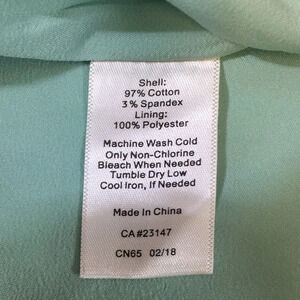 Shell:
97% Cotton
3% Spandex
Lining:
100% Polyester
Machine Wash Cold
Only Non-Chlorine
Bleach When Needed
Tumble Dry Low
Cool Iron, If Needed
Made In China
CA#23147
CN65 02/18